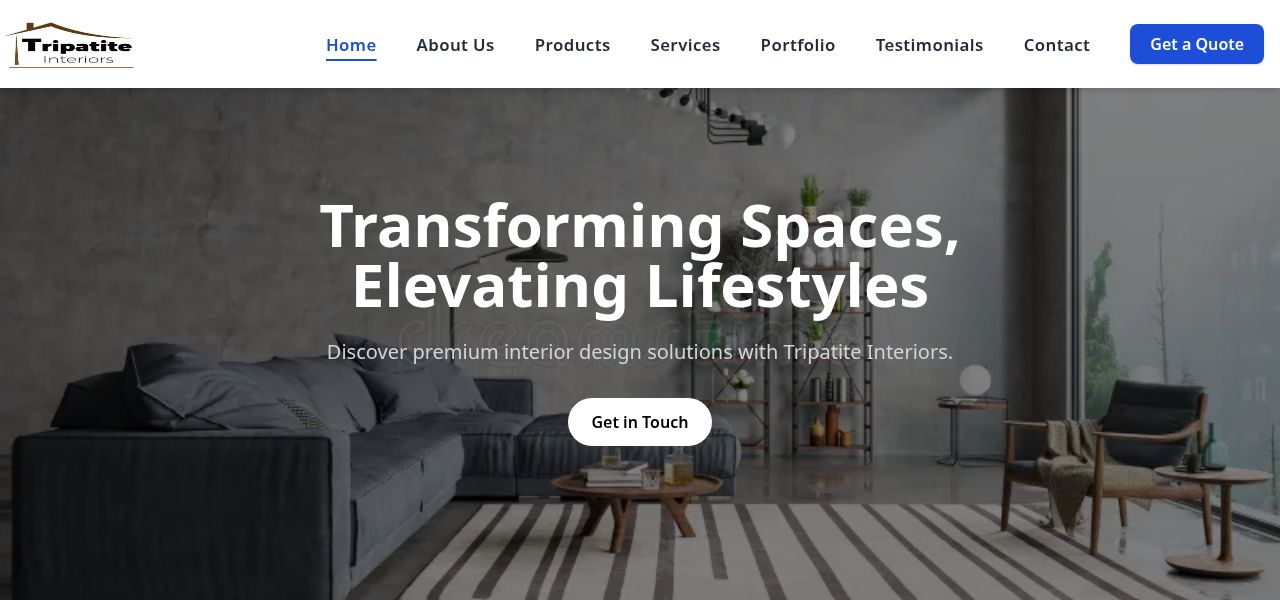 Tripatite
Interiors
Home
About Us
Products
Services
Portfolio
Testimonials
Contact
Get a Quote
Transforming Spaces,
Elevating Lifestyles
Discover premium interior design solutions with Tripatite Interiors.
Get in Touch